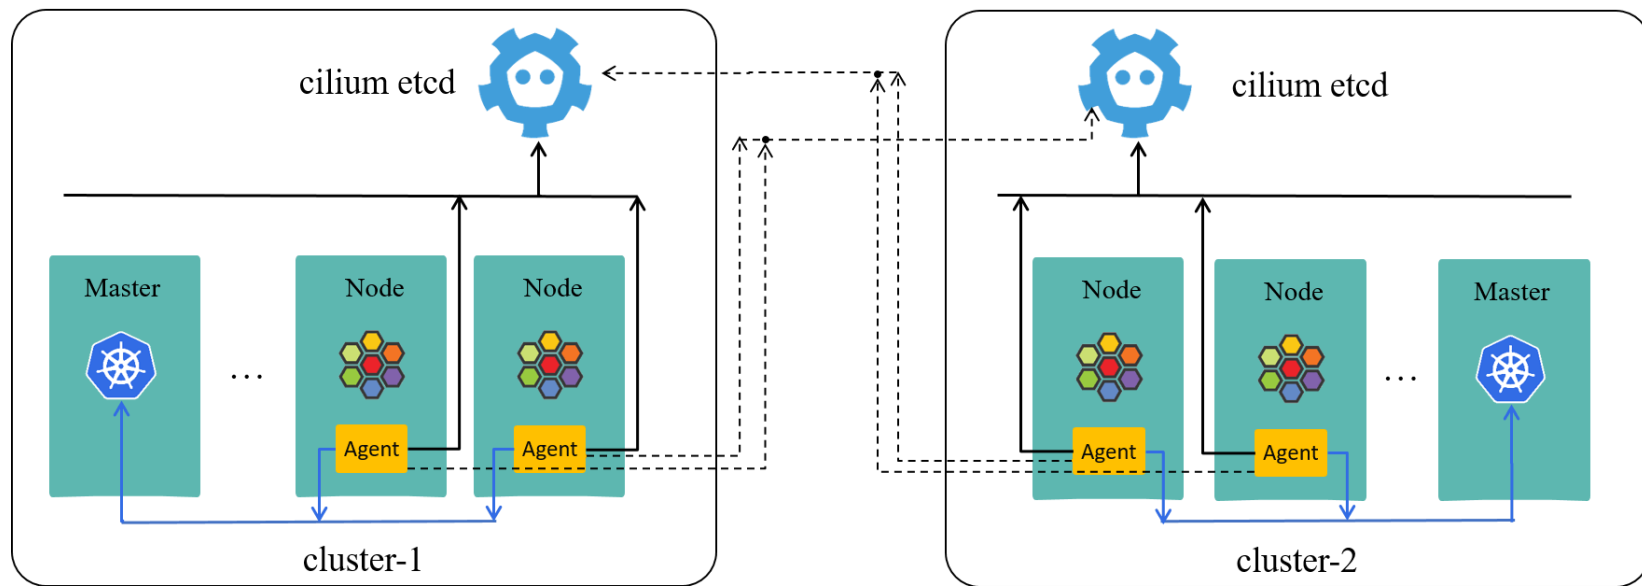 cilium etcd
cilium etcd
Master
Node
Node
Node
Node
Master
...
...
Agent
Agent
Agent
Agent
cluster-1
cluster-2